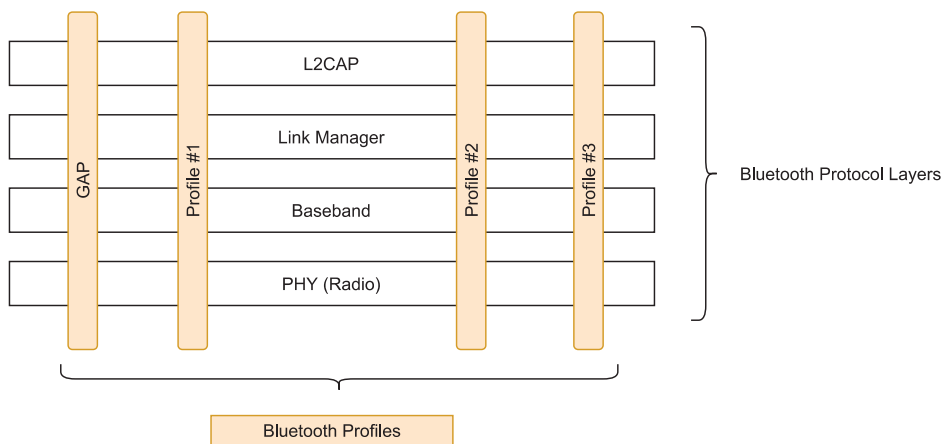 L2CAP
Link Manager
Baseband
PHY (Radio)
GAP
Profile #1
Profile #2
Profile #3
Bluetooth Protocol Layers
Bluetooth Profiles